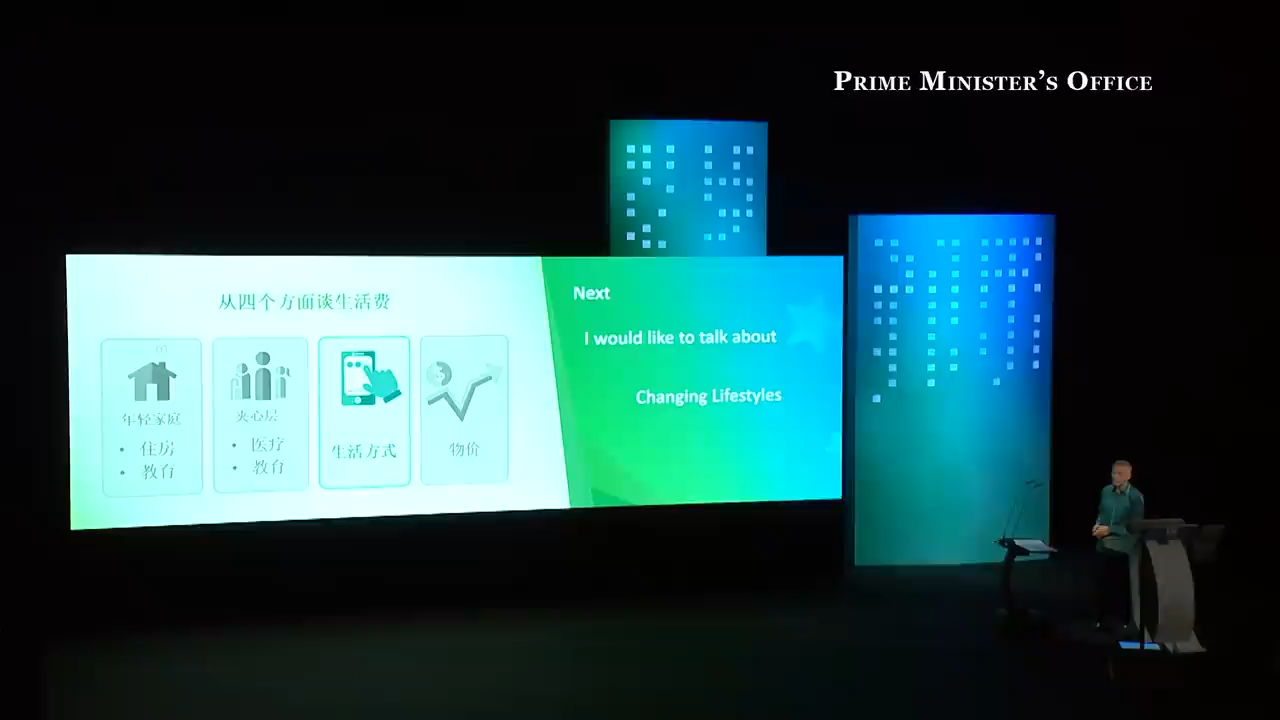 PRIME MINISTER'S OFFICE
从四个方面谈生活费
年轻家庭
• 住房
• 教育
夹心层
• 医疗
• 教育
生活方式
物价
Next
I would like to talk about
Changing Lifestyles